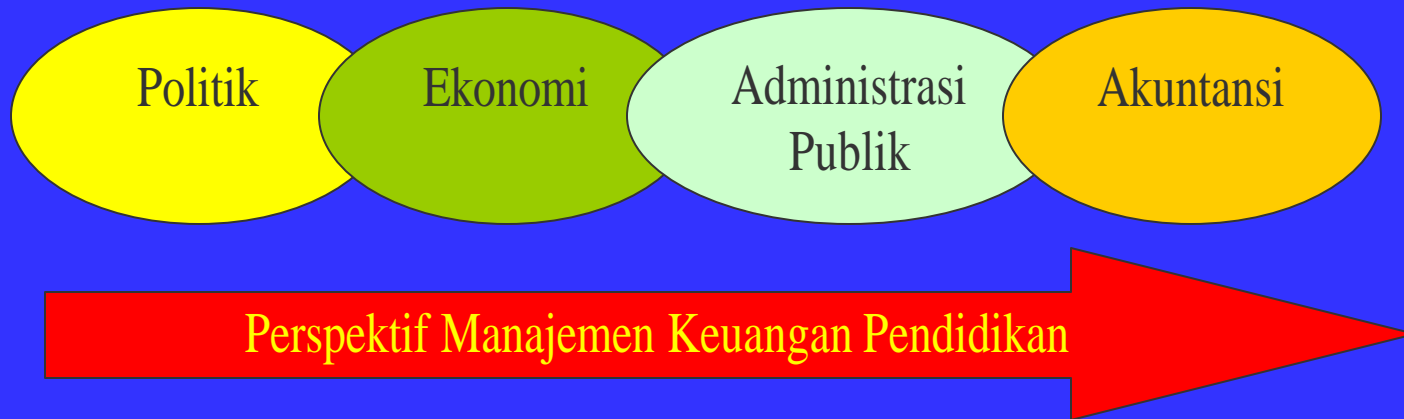 Politik
Ekonomi
Administrasi
Publik
Akuntansi
Perspektif Manajemen Keuangan Pendidikan